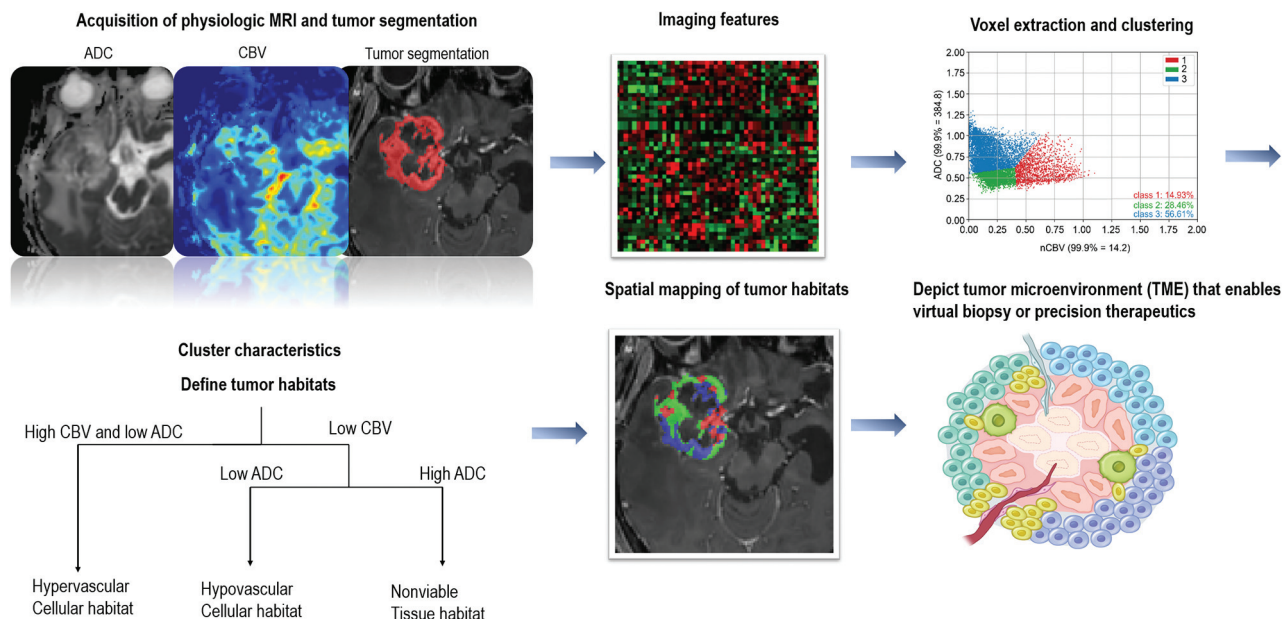 Acquisition of physiologic MRI and tumor segmentation
ADC
CBV
Tumor segmentation
Imaging features
Voxel extraction and clustering
2.00
1.75
1.50
1.25
1.00
0.75
0.50
0.25
0.00
ADC (99.9% = 384.8)
1
2
3
class 1: 14.93%
class 2: 28.46%
class 3: 56.61%
0.00 0.25 0.50 0.75 1.00 1.25 1.50 1.75 2.00
nCBV (99.9% = 14.2)
Cluster characteristics
Define tumor habitats
High CBV and low ADC
Low CBV
Low ADC
High ADC
Hypervascular
Cellular habitat
Hypovascular
Cellular habitat
Nonviable
Tissue habitat
Spatial mapping of tumor habitats
Depict tumor microenvironment (TME) that enables
virtual biopsy or precision therapeutics